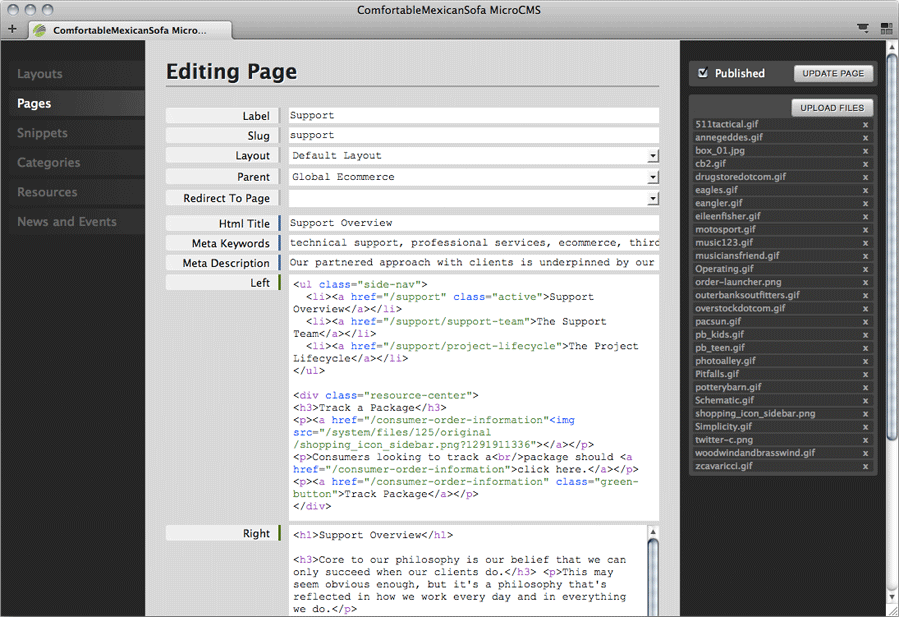 ComfortableMexicanSofa MicroCMS
ComfortableMexicanSofa Micro...
Layouts
Pages
Snippets
Categories
Resources
News and Events
Editing Page
Label Support
Slug support
Layout Default Layout
Parent Global Ecommerce
Redirect To Page
Html Title Support Overview
Meta Keywords technical support, professional services, ecommerce, third
Meta Description Our partnered approach with clients is underpinned by our
Left
<ul class="side-nav">
<li><a href="/support" class="active">Support
Overview</a></li>
<li><a href="/support/support-team">The Support
Team</a></li>
<li><a href="/support/project-lifecycle">The Project
Lifecycle</a></li>
</ul>
<div class="resource-center">
<h3>Track a Package</h3>
<p><a href="/consumer-order-information"<img
src="/system/files/125/original
/shopping_icon_sidebar.png?1291911336"></a></p>
<p>Consumers looking to track a<br/>package should <a
href="/consumer-order-information">click here.</a></p>
<p><a href="/consumer-order-information" class="green-
button">Track Package</a></p>
</div>
Right
<h1>Support Overview</h1>
<h3>Core to our philosophy is our belief that we can
only succeed when our clients do.</h3> <p>This may
seem obvious enough, but it's a philosophy that's
reflected in how we work every day and in everything
we do.</p>
Published UPDATE PAGE
UPLOAD FILES
511tactical.gif x
annegeddes.gif x
box_01.jpg x
cb2.gif x
drugstoredotcom.gif x
eagles.gif x
eangler.gif x
eileenfisher.gif x
motosport.gif x
music123.gif x
musiciansfriend.gif x
Operating.gif x
order-launcher.png x
outerbanksoutfitters.gif x
overstockdotcom.gif x
pacsun.gif x
pb_kids.gif x
pb_teen.gif x
photoalley.gif x
Pitfalls.gif x
potterybarn.gif x
Schematic.gif x
shopping_icon_sidebar.png x
Simplicity.gif x
twitter-c.png x
woodwindandbrasswind.gif x
zcavaricci.gif x